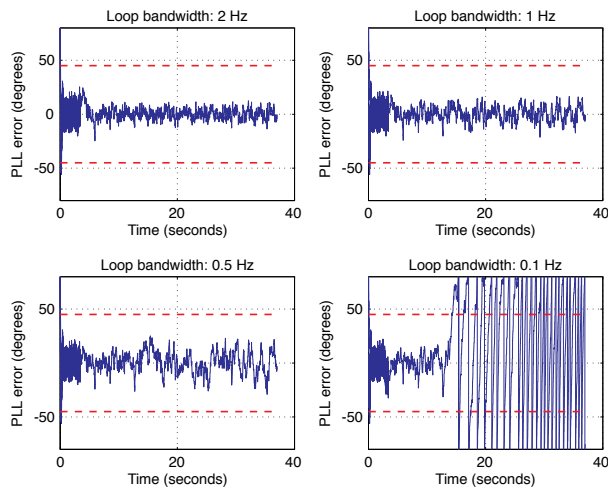 Loop bandwidth: 2 Hz
PLL error (degrees)
50
0
-50
0
20
40
Time (seconds)
Loop bandwidth: 1 Hz
PLL error (degrees)
50
0
-50
0
20
40
Time (seconds)
Loop bandwidth: 0.5 Hz
PLL error (degrees)
50
0
-50
0
20
40
Time (seconds)
Loop bandwidth: 0.1 Hz
PLL error (degrees)
50
0
-50
0
20
40
Time (seconds)